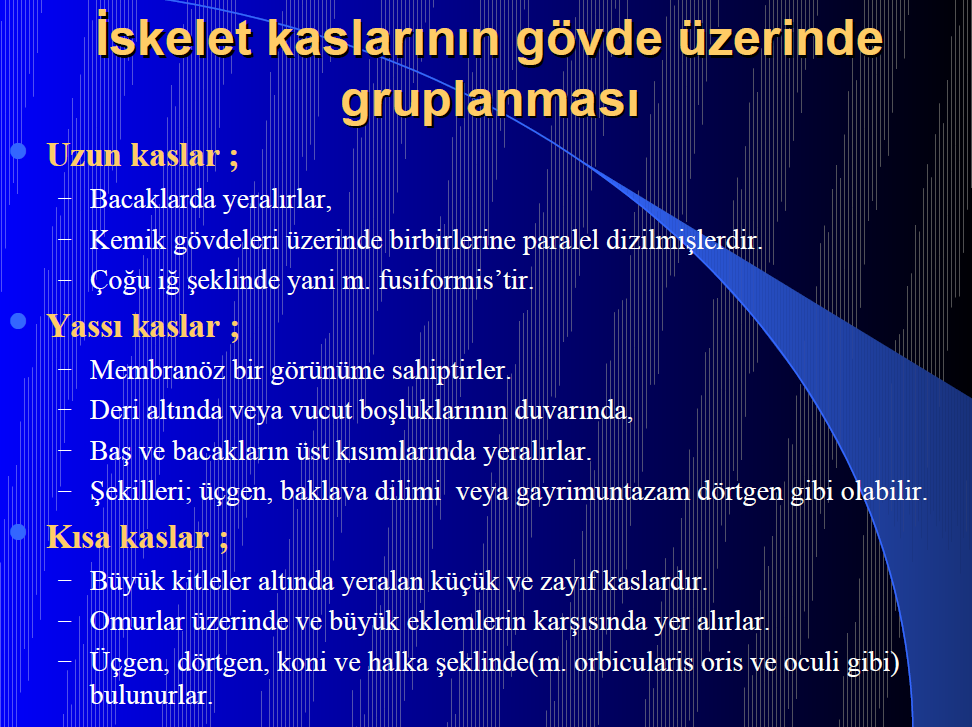 İskelet kaslarının gövde üzerinde
gruplanması
Uzun kaslar ;
– Bacaklarda yeralırlar,
– Kemik gövdeleri üzerinde birbirlerine paralel dizilmişlerdir.
– Çoğu iğ şeklinde yani m. fusiformis’tir.
Yassı kaslar ;
– Membranöz bir görünüme sahiptirler.
– Deri altında veya vucut boşluklarının duvarında,
– Baş ve bacakların üst kısımlarında yeralırlar.
– Şekilleri; üçgen, baklava dilimi veya gayrimuntazam dörtgen gibi olabilir.
Kısa kaslar ;
– Büyük kitleler altında yeralan küçük ve zayıf kaslardır.
– Omurlar üzerinde ve büyük eklemlerin karşısında yer alırlar.
– Üçgen, dörtgen, koni ve halka şeklinde(m. orbicularis oris ve oculi gibi)
bulunurlar.